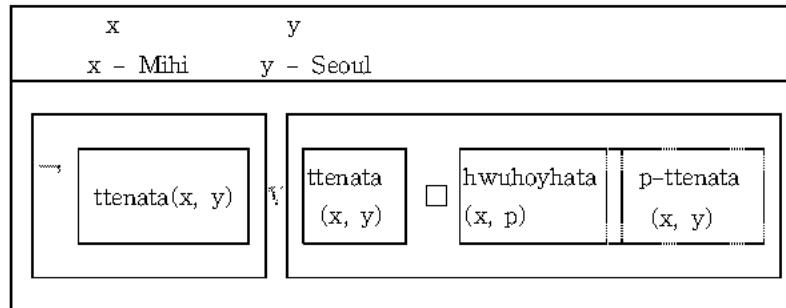 x y
x - Mihi y - Seoul
¬
ttenata(x, y)
∨
ttenata
(x, y)
□
hwuhoyhata
(x, p)
p-ttenata
(x, y)